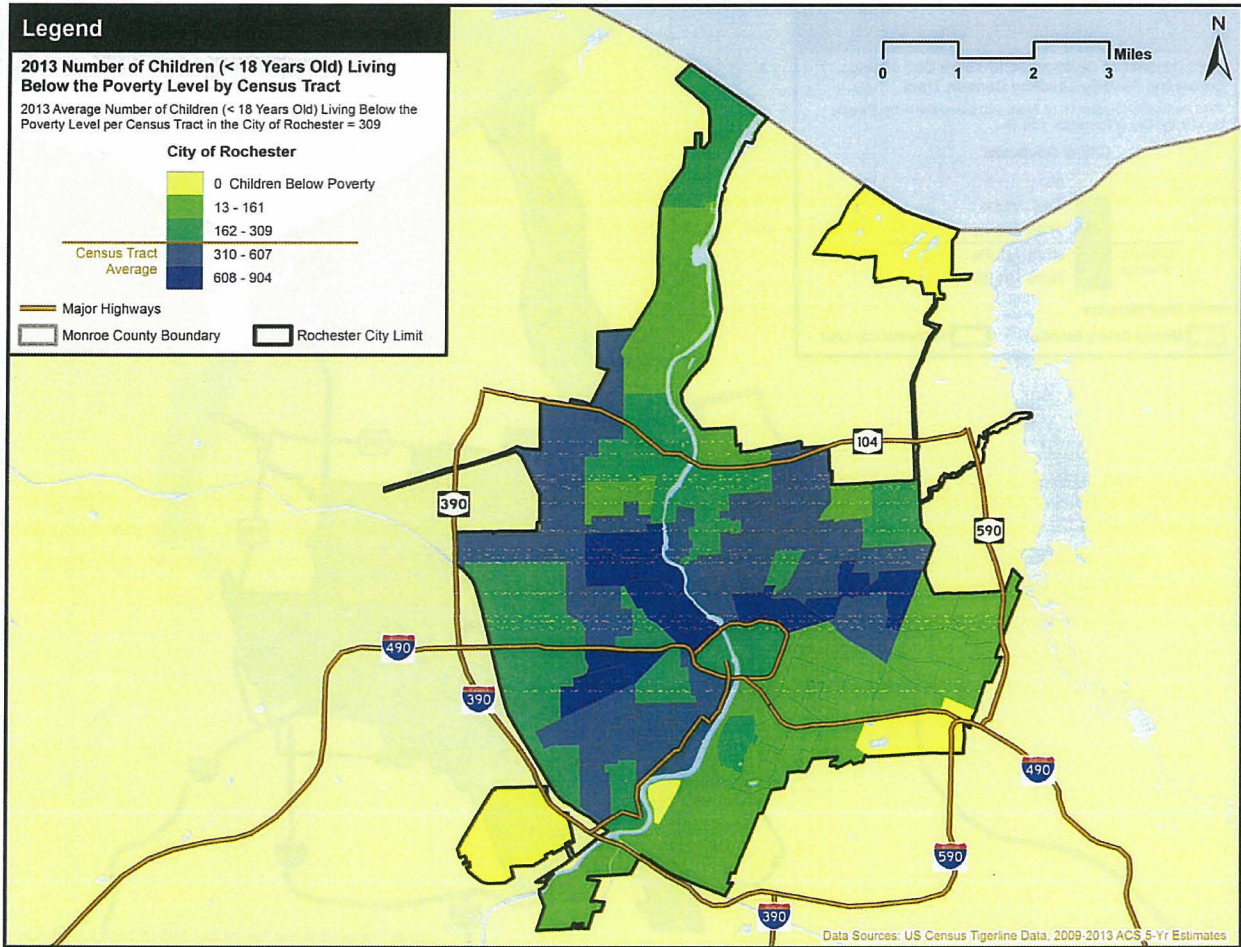 Legend
2013 Number of Children (< 18 Years Old) Living
Below the Poverty Level by Census Tract
2013 Average Number of Children (< 18 Years Old) Living Below the
Poverty Level per Census Tract in the City of Rochester = 309
City of Rochester
0 Children Below Poverty
13 - 161
162 - 309
Census Tract
Average
310 - 607
608 - 904
Major Highways
Monroe County Boundary
Rochester City Limit
N
Miles
0 1 2 3
104
390
590
490
390
490
590
390
Data Sources: US Census Tigerline Data, 2009-2013 ACS 5-Yr Estimates